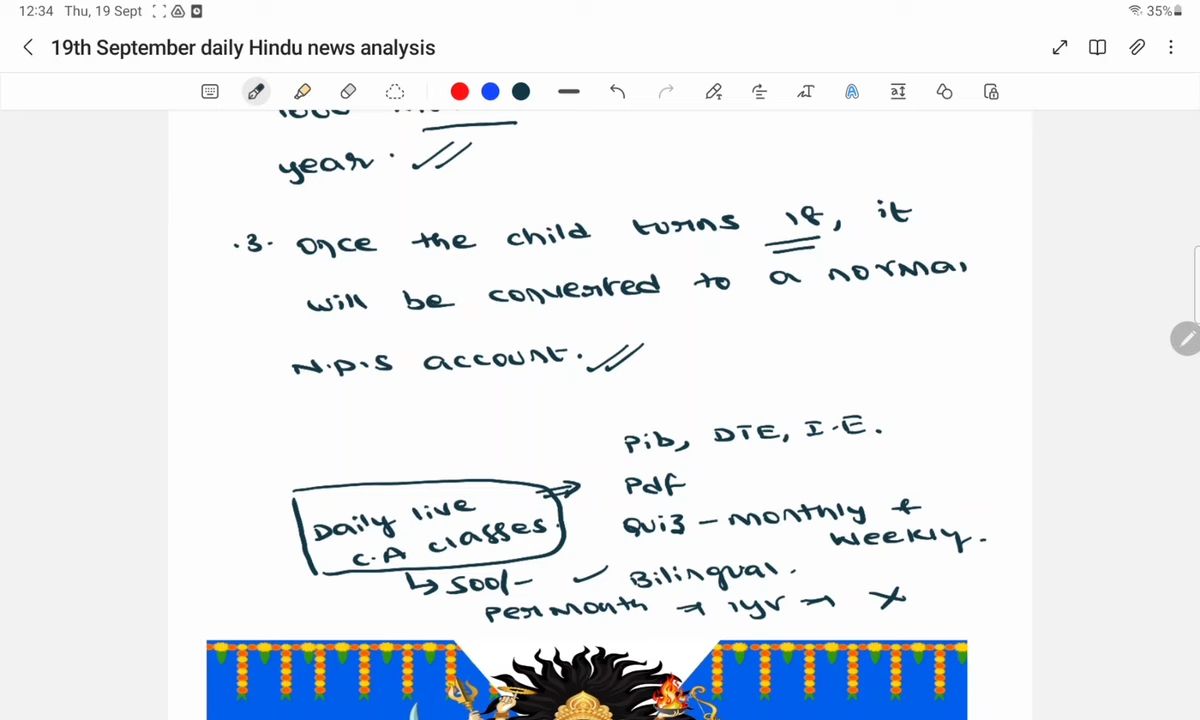 12:34 Thu, 19 Sept
35%
19th September daily Hindu news analysis
year.
.3. Once the child turns 18, it
will be converted to a normal
N.P.S account.
Pib, DTE, I.E.
Pdf
Daily live
C.A classes.
Quiz - monthly &
weekly.
500/-
Bilingual.
per month → 1yr → X